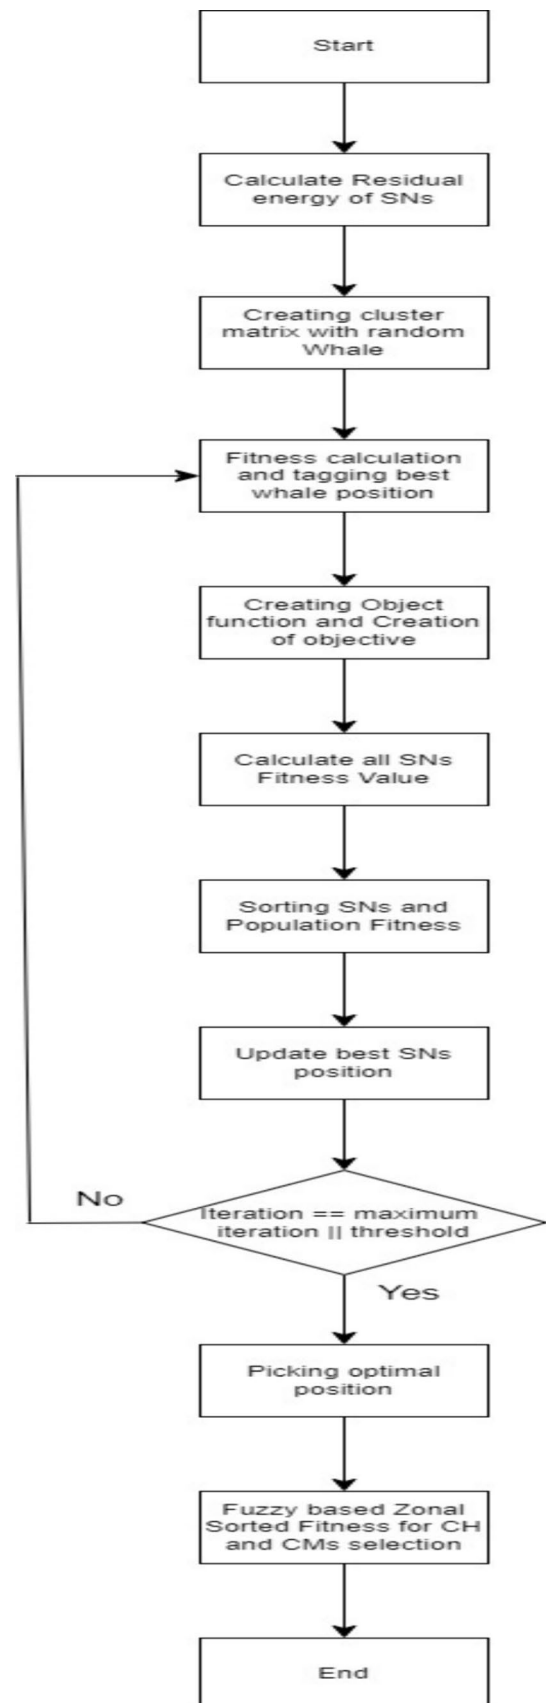 Start
Calculate Residual
energy of SNs
Creating cluster
matrix with random
Whale
Fitness calculation
and tagging best
whale position
Creating Object
function and Creation
of objective
Calculate all SNs
Fitness Value
Sorting SNs and
Population Fitness
Update best SNs
position
No
Iteration == maximum
iteration || threshold
Yes
Picking optimal
position
Fuzzy based Zonal
Sorted Fitness for CH
and CMs selection
End